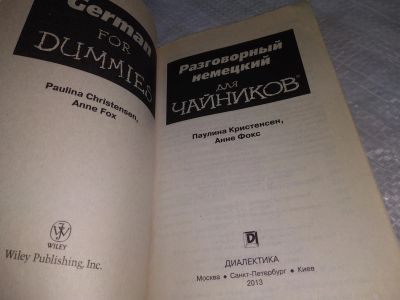 German
FOR
DUMMIES
Paulina Christensen,
Anne Fox
WILEY
Wiley Publishing, Inc.
Разговорный
немецкий
для
ЧАЙНИКОВ®
Паулина Кристенсен,
Анне Фокс
ДИАЛЕКТИКА
Москва • Санкт-Петербург • Киев
2013